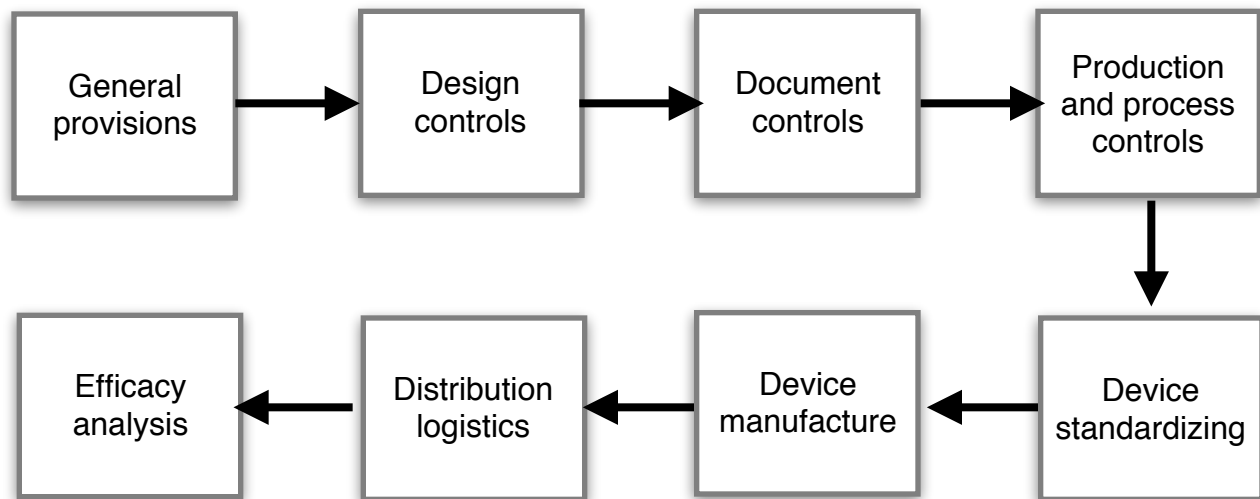 General
provisions
Design
controls
Document
controls
Production
and process
controls
Efficacy
analysis
Distribution
logistics
Device
manufacture
Device
standardizing